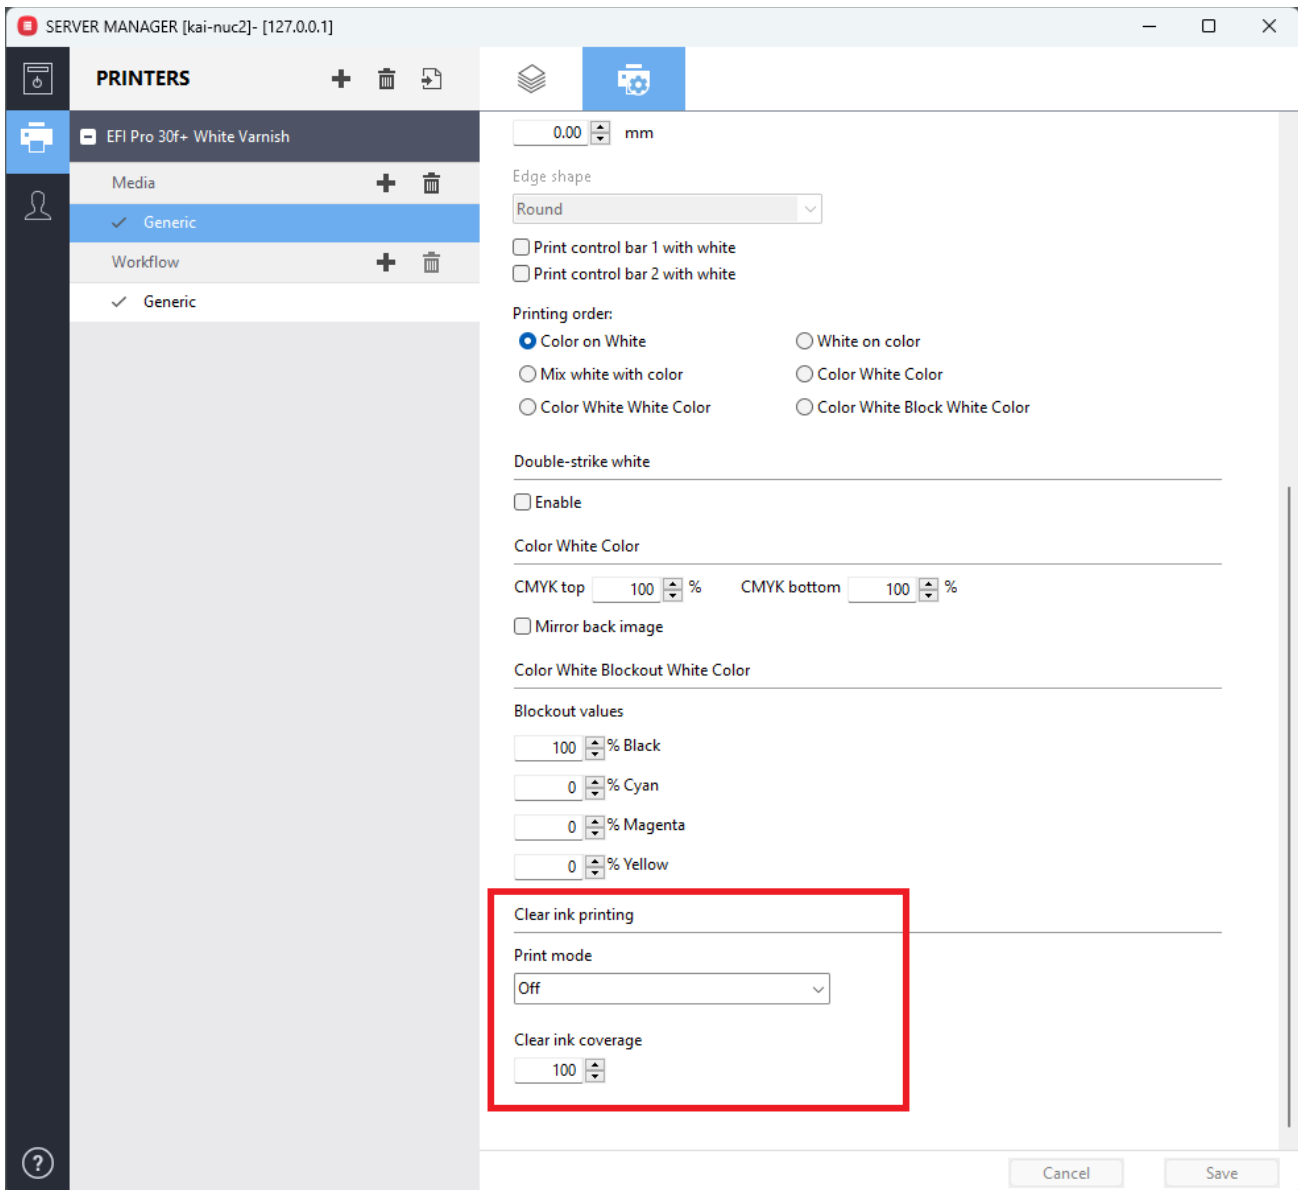 SERVER MANAGER [kai-nuc2]- [127.0.0.1]
PRINTERS
EFI Pro 30f+ White Varnish
Media
Generic
Workflow
Generic
0.00 mm
Edge shape
Round
Print control bar 1 with white
Print control bar 2 with white
Printing order:
Color on White White on color
Mix white with color Color White Color
Color White White Color Color White Block White Color
Double-strike white
Enable
Color White Color
CMYK top 100 % CMYK bottom 100 %
Mirror back image
Color White Blockout White Color
Blockout values
100 % Black
0 % Cyan
0 % Magenta
0 % Yellow
Clear ink printing
Print mode
Off
Clear ink coverage
100
?
Cancel Save